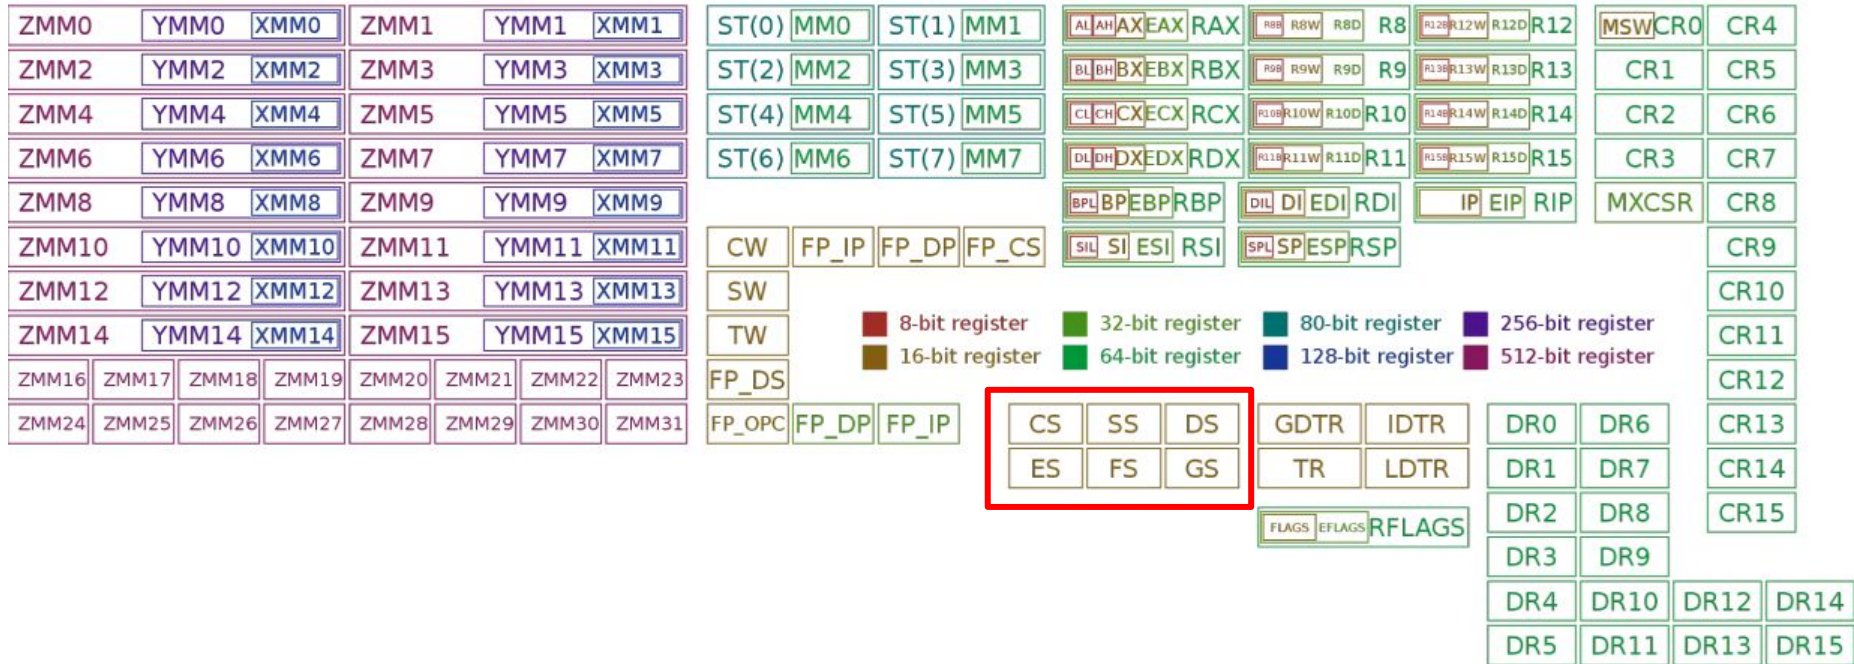 ZMM0 YMM0 XMM0 ZMM1 YMM1 XMM1 ST(0) MM0 ST(1) MM1 AL AH AX EAX RAX R8B R8W R8D R8 R12B R12W R12D R12 MSW CR0 CR4
ZMM2 YMM2 XMM2 ZMM3 YMM3 XMM3 ST(2) MM2 ST(3) MM3 BL BH BX EBX RBX R9B R9W R9D R9 R13B R13W R13D R13 CR1 CR5
ZMM4 YMM4 XMM4 ZMM5 YMM5 XMM5 ST(4) MM4 ST(5) MM5 CL CH CX ECX RCX R10B R10W R10D R10 R14B R14W R14D R14 CR2 CR6
ZMM6 YMM6 XMM6 ZMM7 YMM7 XMM7 ST(6) MM6 ST(7) MM7 DL DH DX EDX RDX R11B R11W R11D R11 R15B R15W R15D R15 CR3 CR7
ZMM8 YMM8 XMM8 ZMM9 YMM9 XMM9 BPL BP EBP RBP DIL DI EDI RDI IP EIP RIP MXCSR CR8
ZMM10 YMM10 XMM10 ZMM11 YMM11 XMM11 CW FP_IP FP_DP FP_CS SIL SI ESI RSI SPL SP ESP RSP CR9
ZMM12 YMM12 XMM12 ZMM13 YMM13 XMM13 SW CR10
8-bit register 32-bit register 80-bit register 256-bit register
ZMM14 YMM14 XMM14 ZMM15 YMM15 XMM15 TW CR11
16-bit register 64-bit register 128-bit register 512-bit register
ZMM16 ZMM17 ZMM18 ZMM19 ZMM20 ZMM21 ZMM22 ZMM23 FP_DS CR12
ZMM24 ZMM25 ZMM26 ZMM27 ZMM28 ZMM29 ZMM30 ZMM31 FP_OPC FP_DP FP_IP CS SS DS GDTR IDTR DR0 DR6 CR13
ES FS GS TR LDTR DR1 DR7 CR14
FLAGS EFLAGS RFLAGS DR2 DR8 CR15
DR3 DR9
DR4 DR10 DR12 DR14
DR5 DR11 DR13 DR15